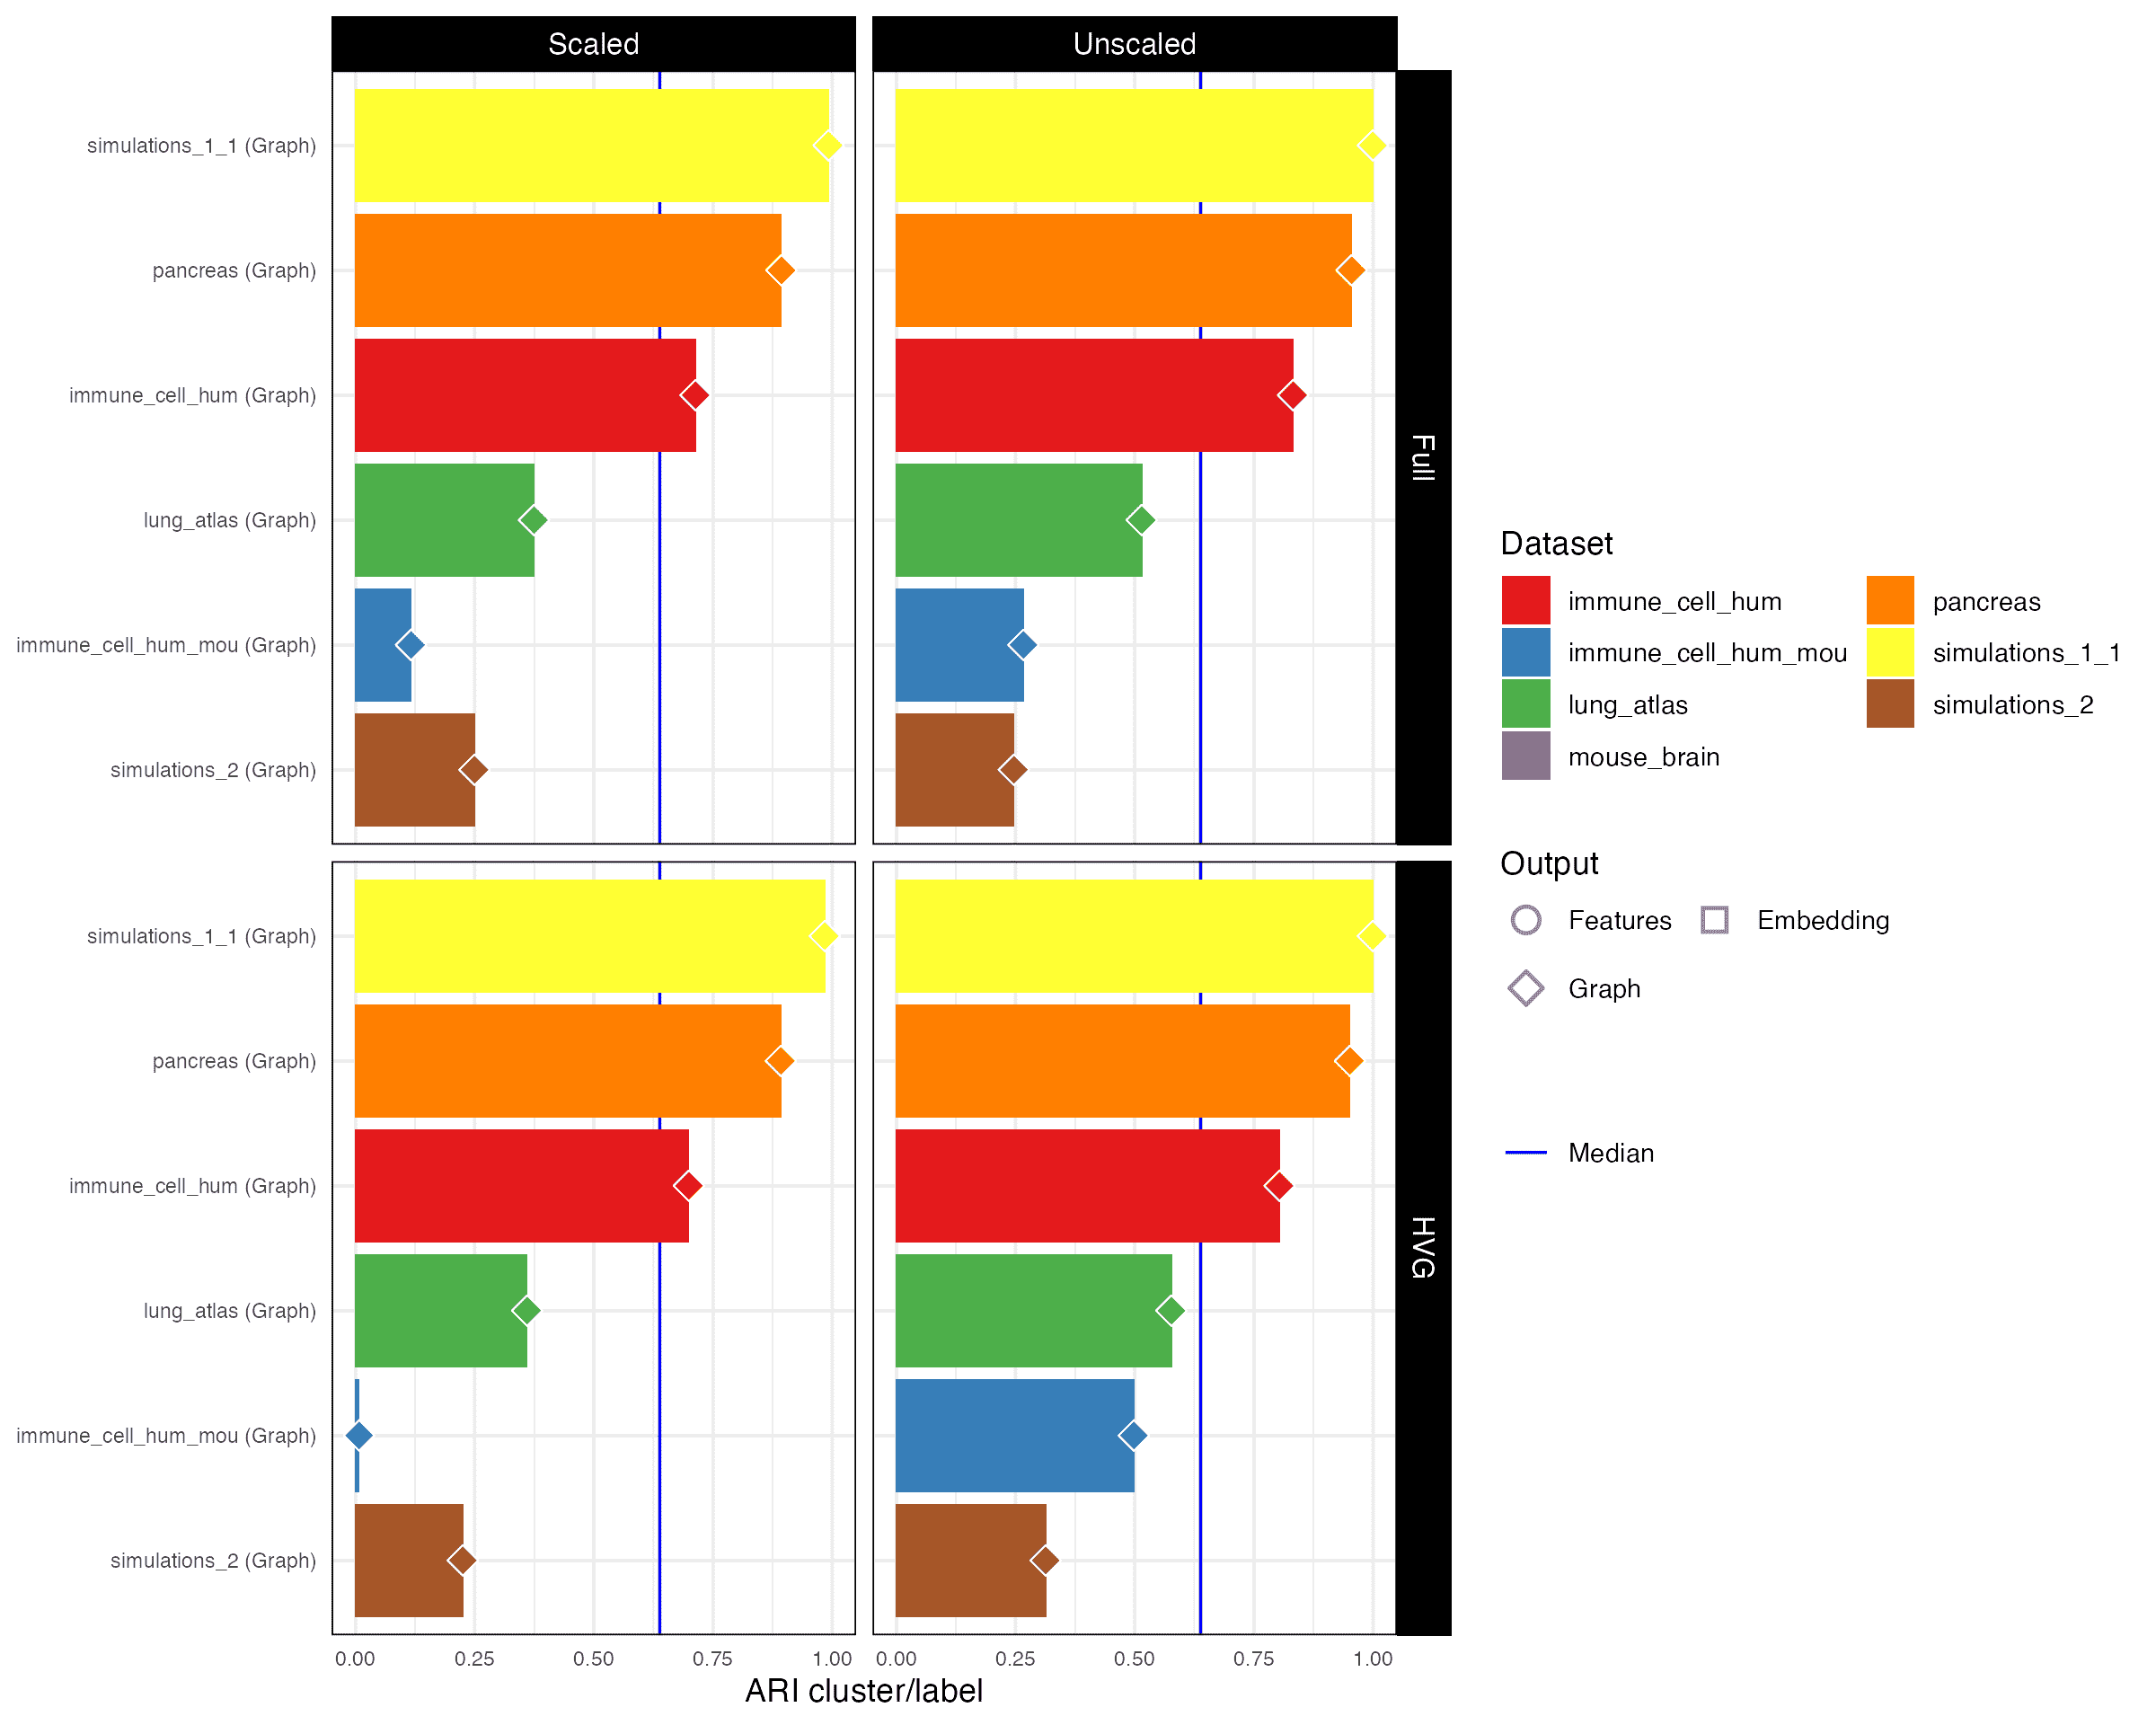 Scaled
Unscaled
simulations_1_1 (Graph)
pancreas (Graph)
immune_cell_hum (Graph)
lung_atlas (Graph)
immune_cell_hum_mou (Graph)
simulations_2 (Graph)
Full
simulations_1_1 (Graph)
pancreas (Graph)
immune_cell_hum (Graph)
lung_atlas (Graph)
immune_cell_hum_mou (Graph)
simulations_2 (Graph)
HVG
0.00 0.25 0.50 0.75 1.00
0.00 0.25 0.50 0.75 1.00
ARI cluster/label
Dataset
immune_cell_hum
immune_cell_hum_mou
lung_atlas
mouse_brain
pancreas
simulations_1_1
simulations_2
Output
Features
Embedding
Graph
Median